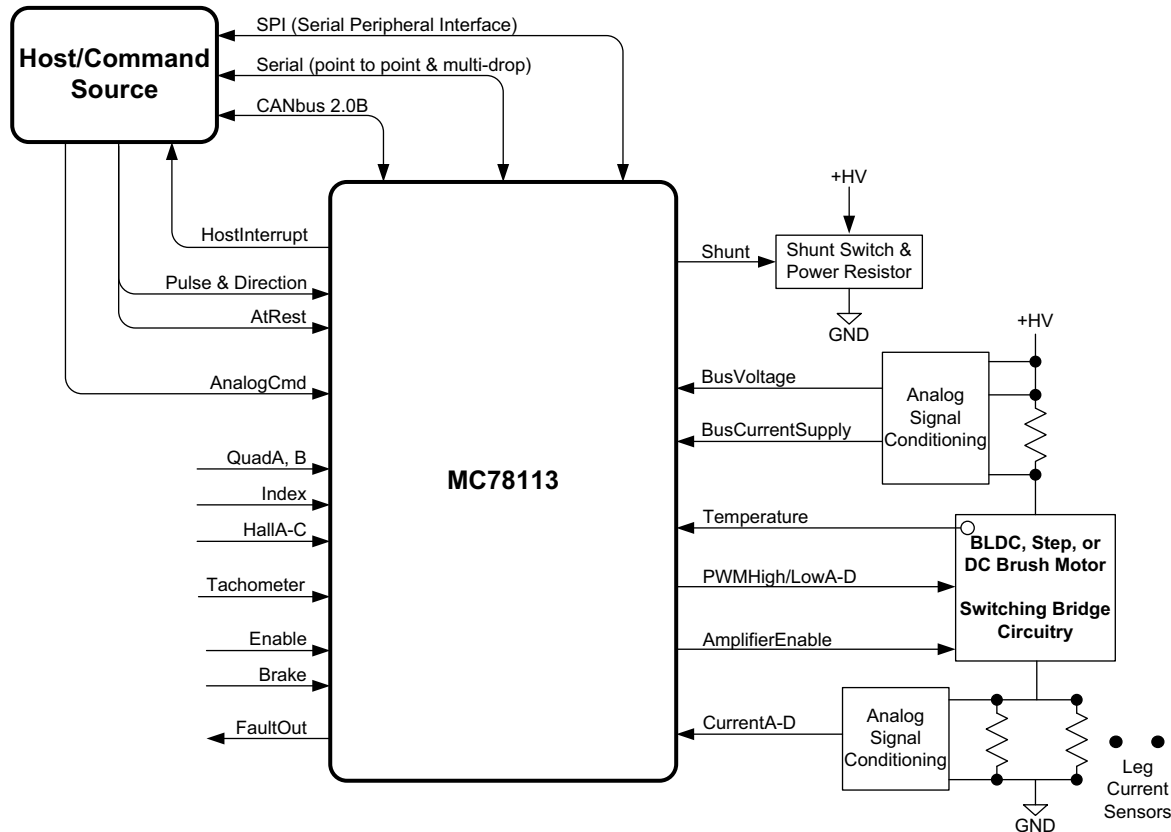 Host/Command
Source
SPI (Serial Peripheral Interface)
Serial (point to point & multi-drop)
CANbus 2.0B
HostInterrupt
Pulse & Direction
AtRest
AnalogCmd
QuadA, B
Index
HallA-C
Tachometer
Enable
Brake
FaultOut
MC78113
+HV
Shunt
Shunt Switch &
Power Resistor
GND
+HV
BusVoltage
BusCurrentSupply
Analog
Signal
Conditioning
Temperature
PWMHigh/LowA-D
AmplifierEnable
BLDC, Step, or
DC Brush Motor
Switching Bridge
Circuitry
CurrentA-D
Analog
Signal
Conditioning
GND
Leg
Current
Sensors